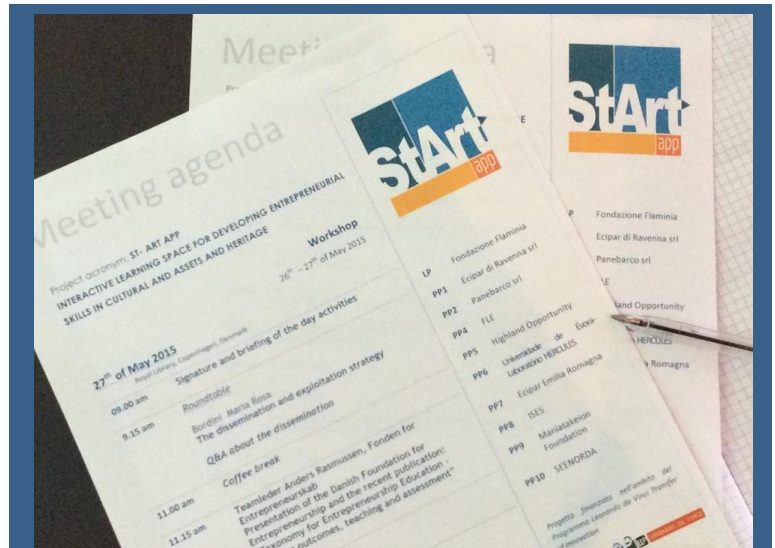 Meeting agenda
Project acronym: ST- ART APP
INTERACTIVE LEARNING SPACE FOR DEVELOPING ENTREPRENEURIAL
SKILLS IN CULTURAL AND ASSETS AND HERITAGE
Workshop
26th – 27th of May 2015
27th of May 2015
Royal Library, Copenhagen, Denmark
09.00 am Signature and briefing of the day activities
Roundtable
9.15 am Bordini Maria Rosa
The dissemination and exploitation strategy
Q&A about the dissemination
11.00 am Coffee break
11.15 am Teamleder Anders Rasmussen, Fonden for
Entrepreneurskab
Presentation of the Danish Foundation for
Entrepreneurship and the recent publication:
Taxonomy for Entrepreneurship Education -
outcomes, teaching and assessment"
StArt
app
LP Fondazione Flaminia
PP1 Ecipar di Ravenna srl
PP2 Panebarco srl
PP4 FLE
PP5 Highland Opportunity
PP6 Universidade de Évora-
Laboratório HERCULES
PP7 Ecipar Emilia Romagna
PP8 ISES
PP9 Maniatakeion
Foundation
PP10 SEENORDA
Progetto finanziato nell'ambito del
Programma Leonardo da Vinci Transfer
of Innovation
StArt
app
Fondazione Flaminia
Ecipar di Ravenna srl
Panebarco srl
Opportunity
HERCULES
Romagna